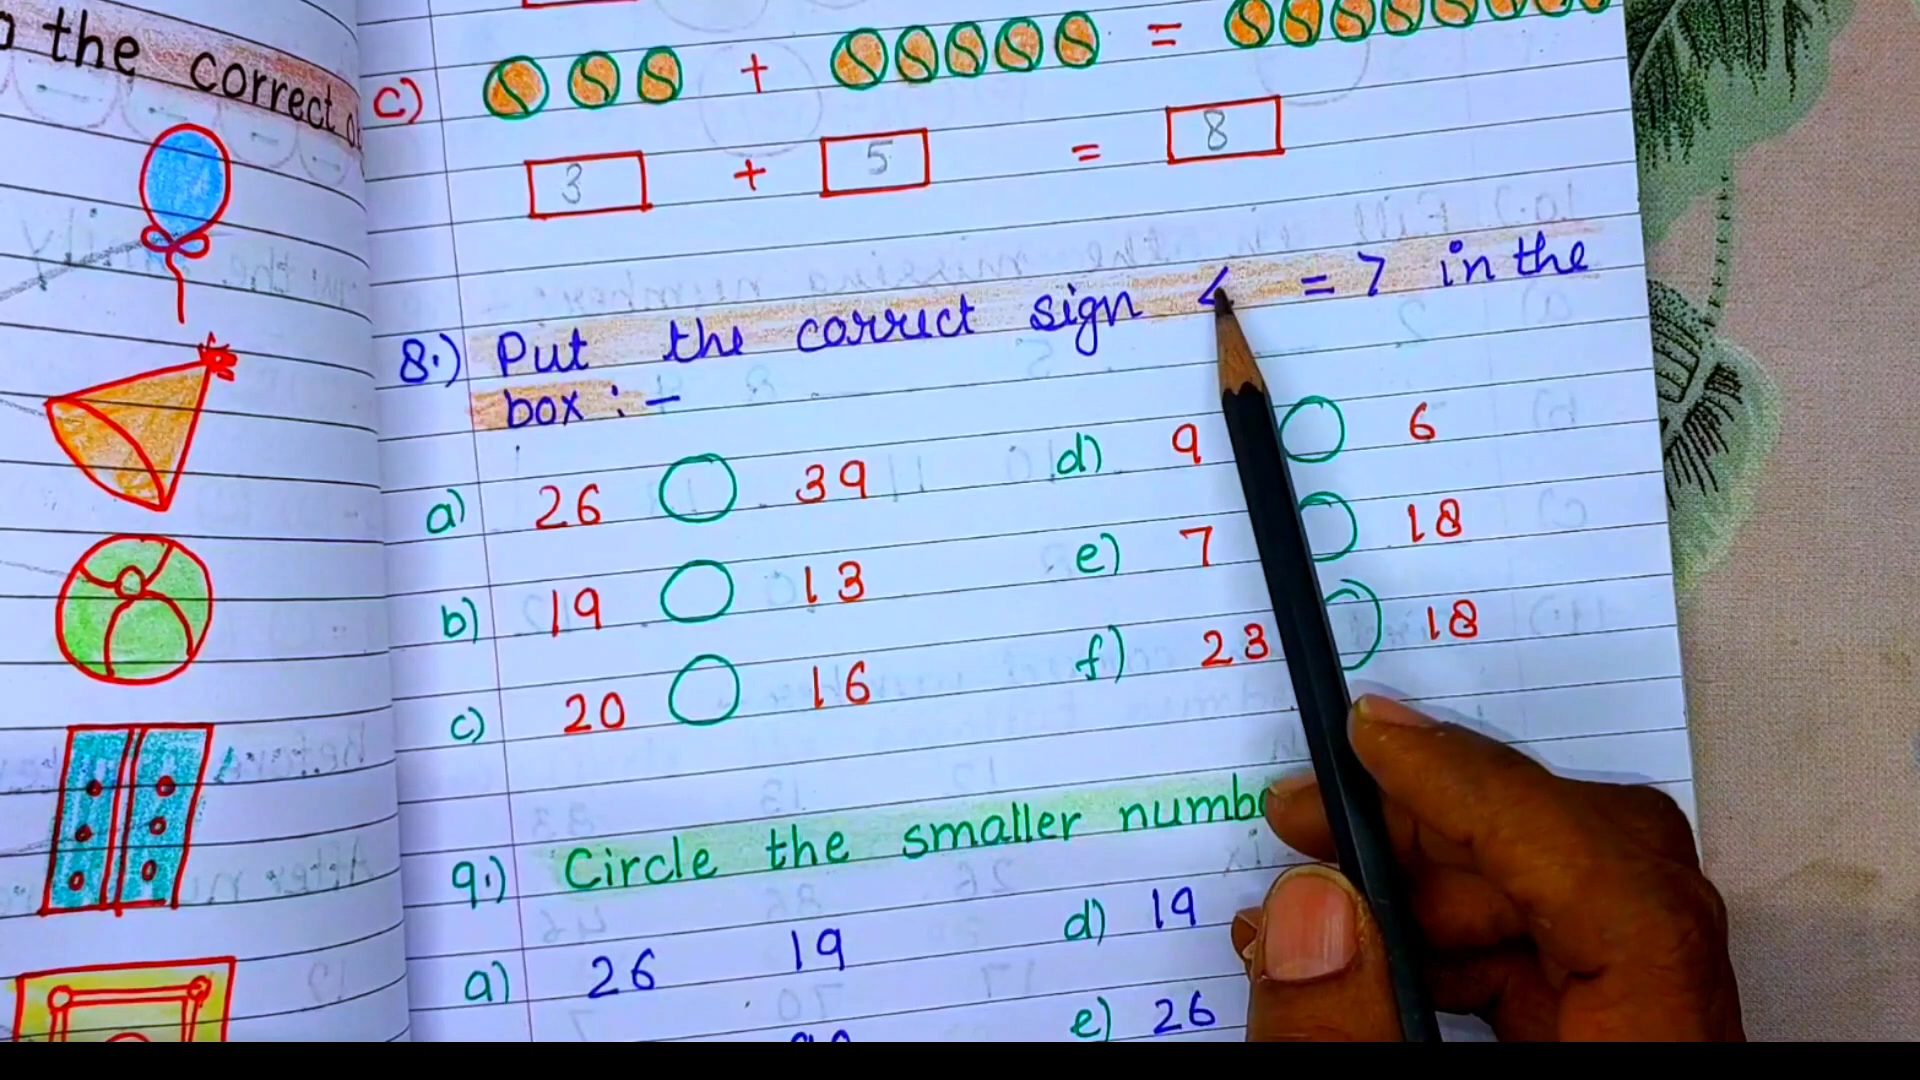 the correct
c) + =
3 + 5 = 8
8.) Put the correct sign < = > in the
box :-
a) 26 39
b) 19 13
c) 20 16
d) 9 6
e) 7 18
f) 23 18
9.) Circle the smaller
a) 26 19
d) 19
e) 26